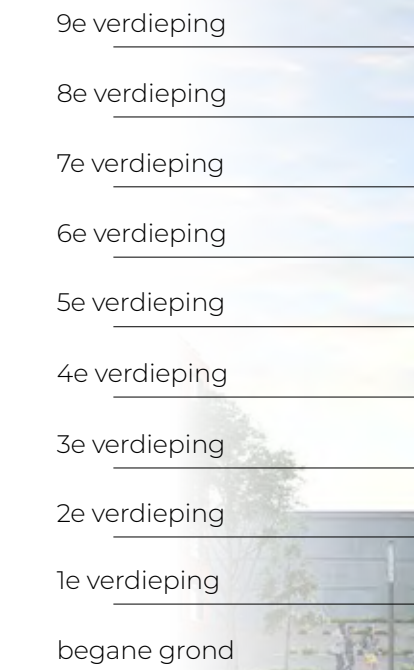 9e verdieping
8e verdieping
7e verdieping
6e verdieping
5e verdieping
4e verdieping
3e verdieping
2e verdieping
1e verdieping
begane grond